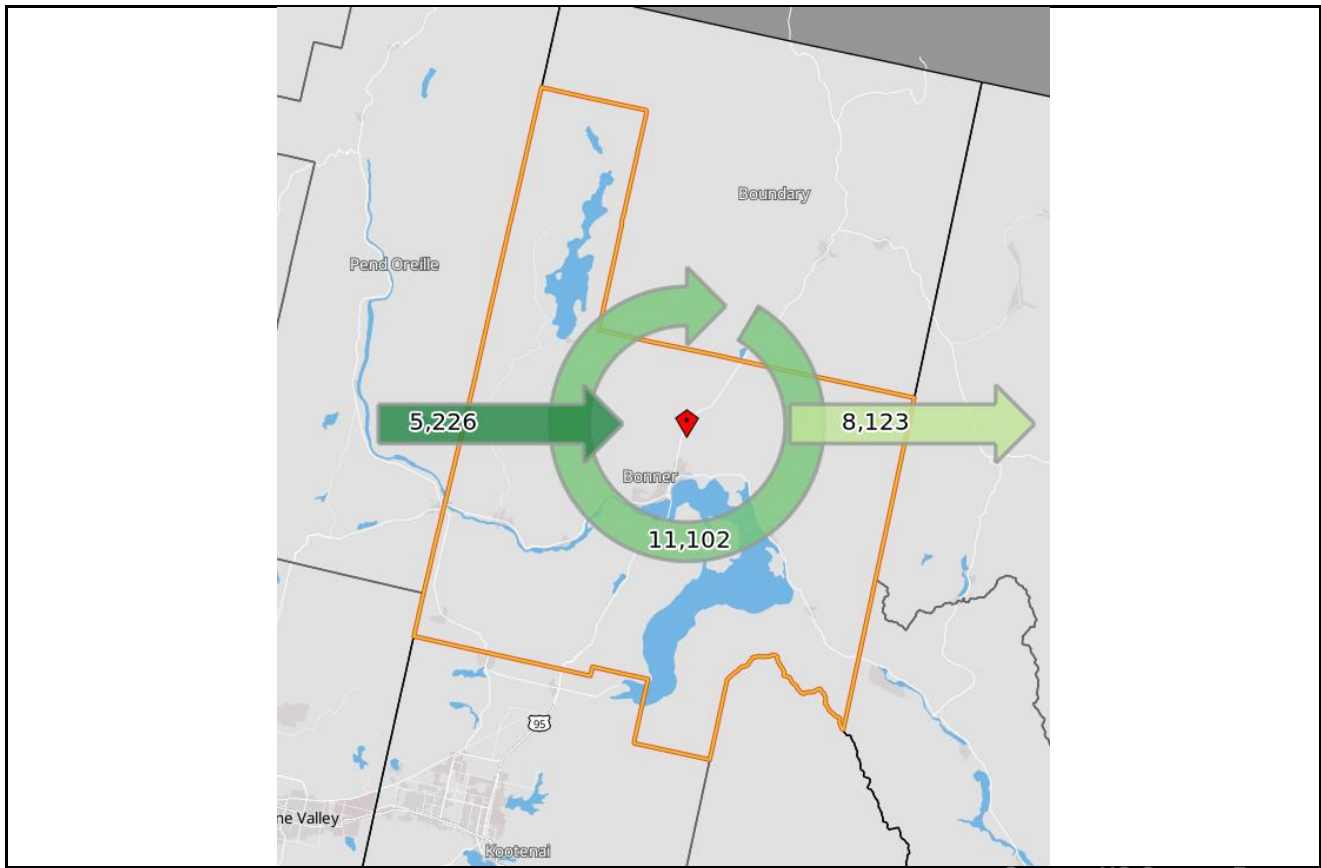 Boundary
Pend Oreille
5,226
8,123
Bonner
11,102
95
ne Valley
Kootenai